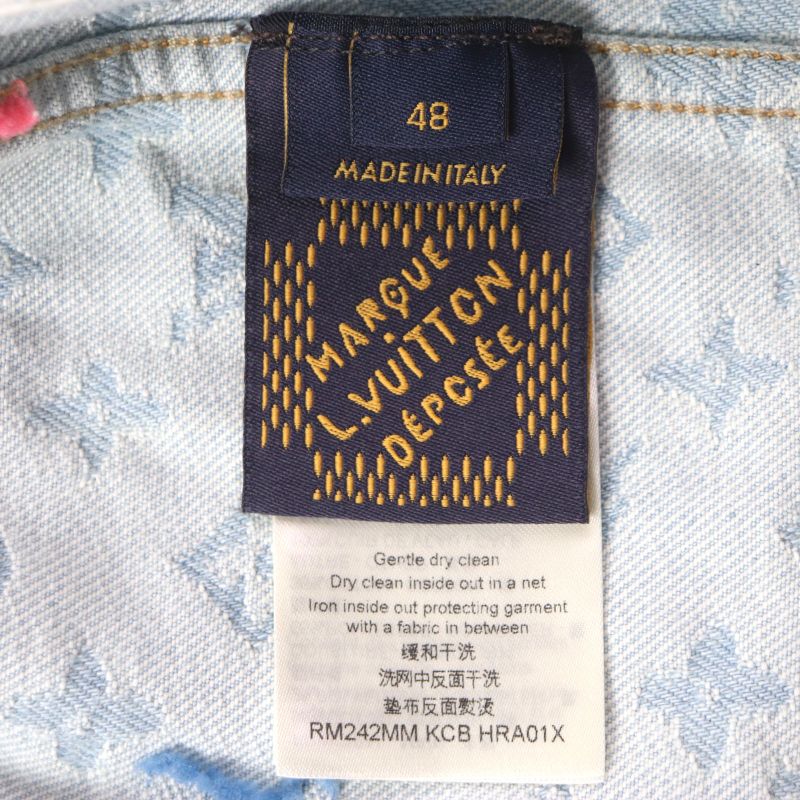 48
MADE IN ITALY
MARQUE
L.VUITTON
DÉPOSÉE
Gentle dry clean
Dry clean inside out in a net
Iron inside out protecting garment
with a fabric in between
缓和干洗
洗网中反面干洗
垫布反面熨烫
RM242MM KCB HRA01X